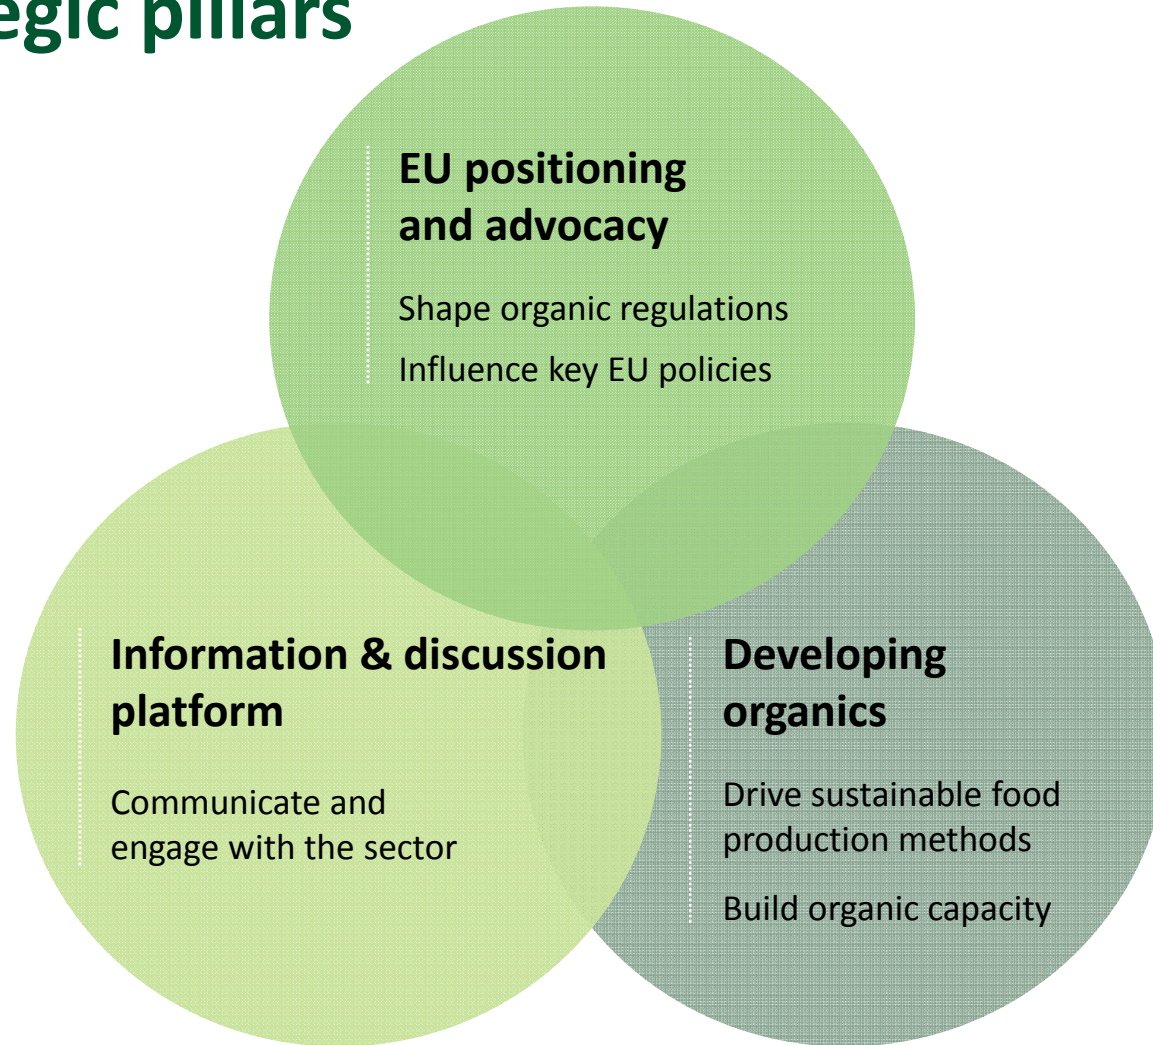 egic pillars
EU positioning
and advocacy
Shape organic regulations
Influence key EU policies
Information & discussion
platform
Communicate and
engage with the sector
Developing
organics
Drive sustainable food
production methods
Build organic capacity